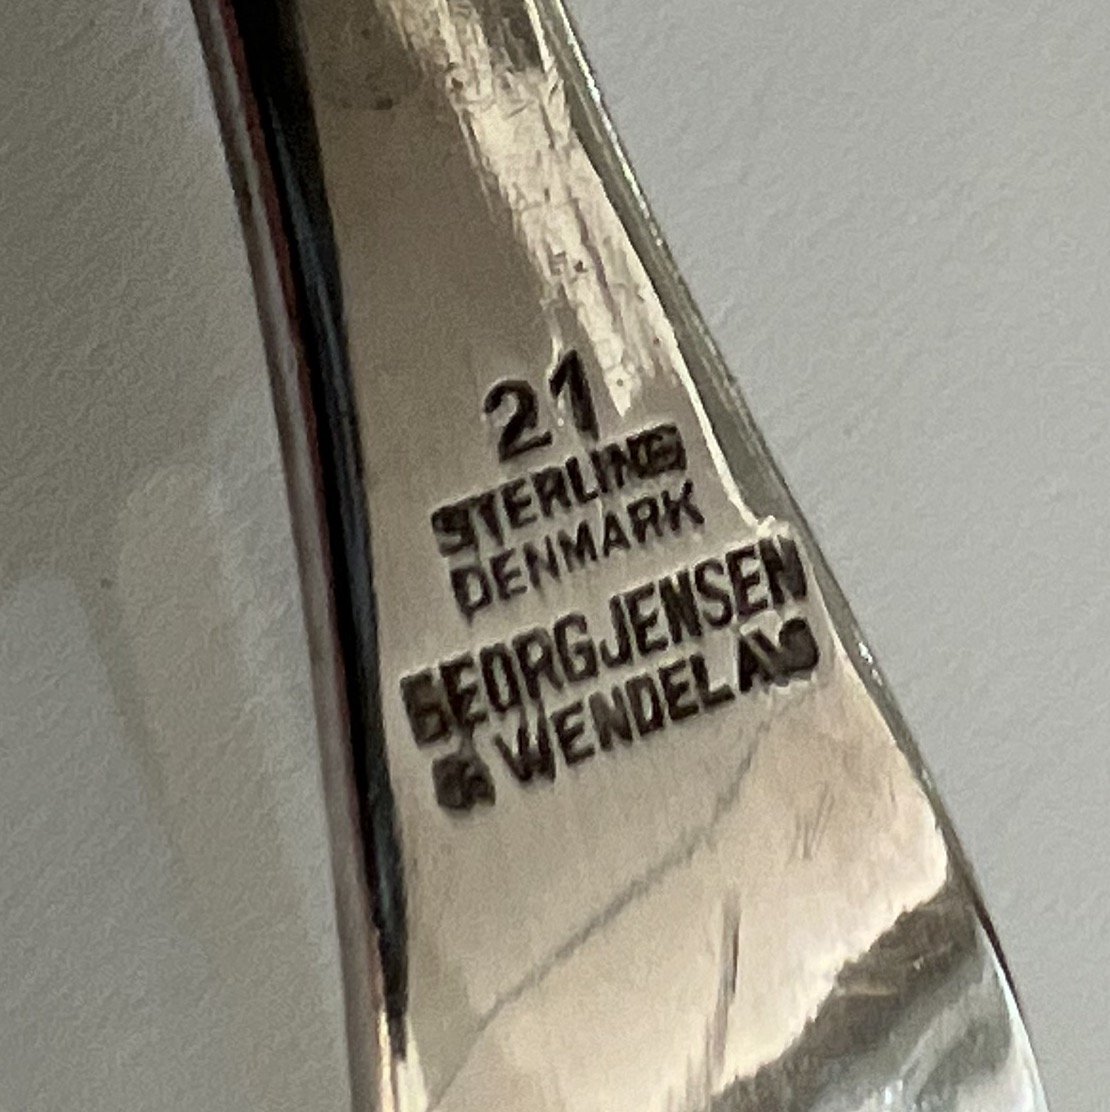 21
STERLING
DENMARK
GEORG JENSEN
& WENDEL A/S